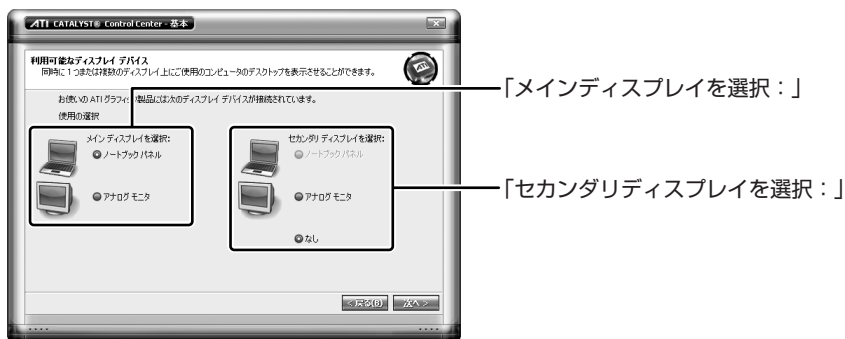 ATI CATALYST® Control Center - 基本
利用可能なディスプレイ デバイス
同時に1つまたは複数のディスプレイ上にご使用のコンピュータのデスクトップを表示させることができます。
ATI
お使いの ATI グラフィ 製品には次のディスプレイ デバイスが接続されています。
使用の選択
メイン ディスプレイを選択:
ノートブック パネル
アナログ モニタ
セカンダリ ディスプレイを選択:
ノートブック パネル
アナログ モニタ
なし
< 戻る(B)
次へ >
「メインディスプレイを選択：」
「セカンダリディスプレイを選択：」